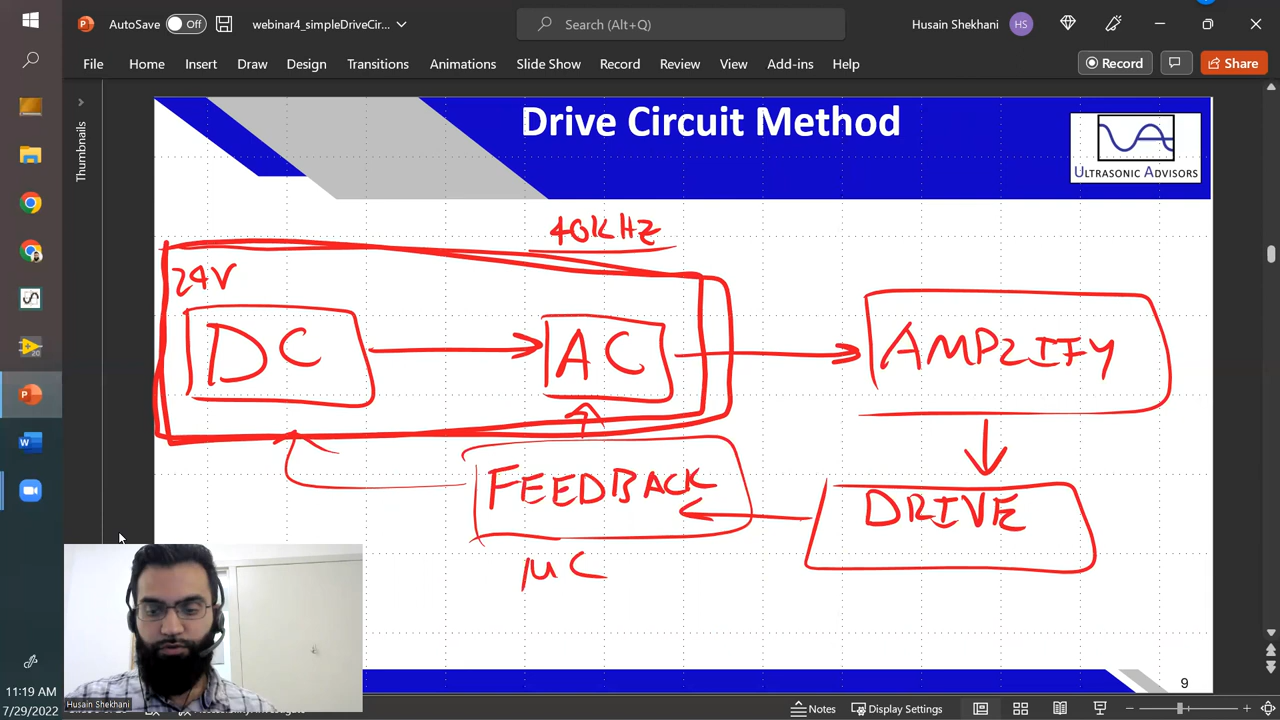 AutoSave Off webinar4_simpleDriveCir... Search (Alt+Q) Husain Shekhani HS
File Home Insert Draw Design Transitions Animations Slide Show Record Review View Add-ins Help Record Share
Thumbnails
Drive Circuit Method
ULTRASONIC ADVISORS
40KHZ
24V
DC
AC
AMPLIFY
FEEDBACK
DRIVE
μC
9
Husain Shekhani
11:19 AM
7/29/2022
Notes Display Settings